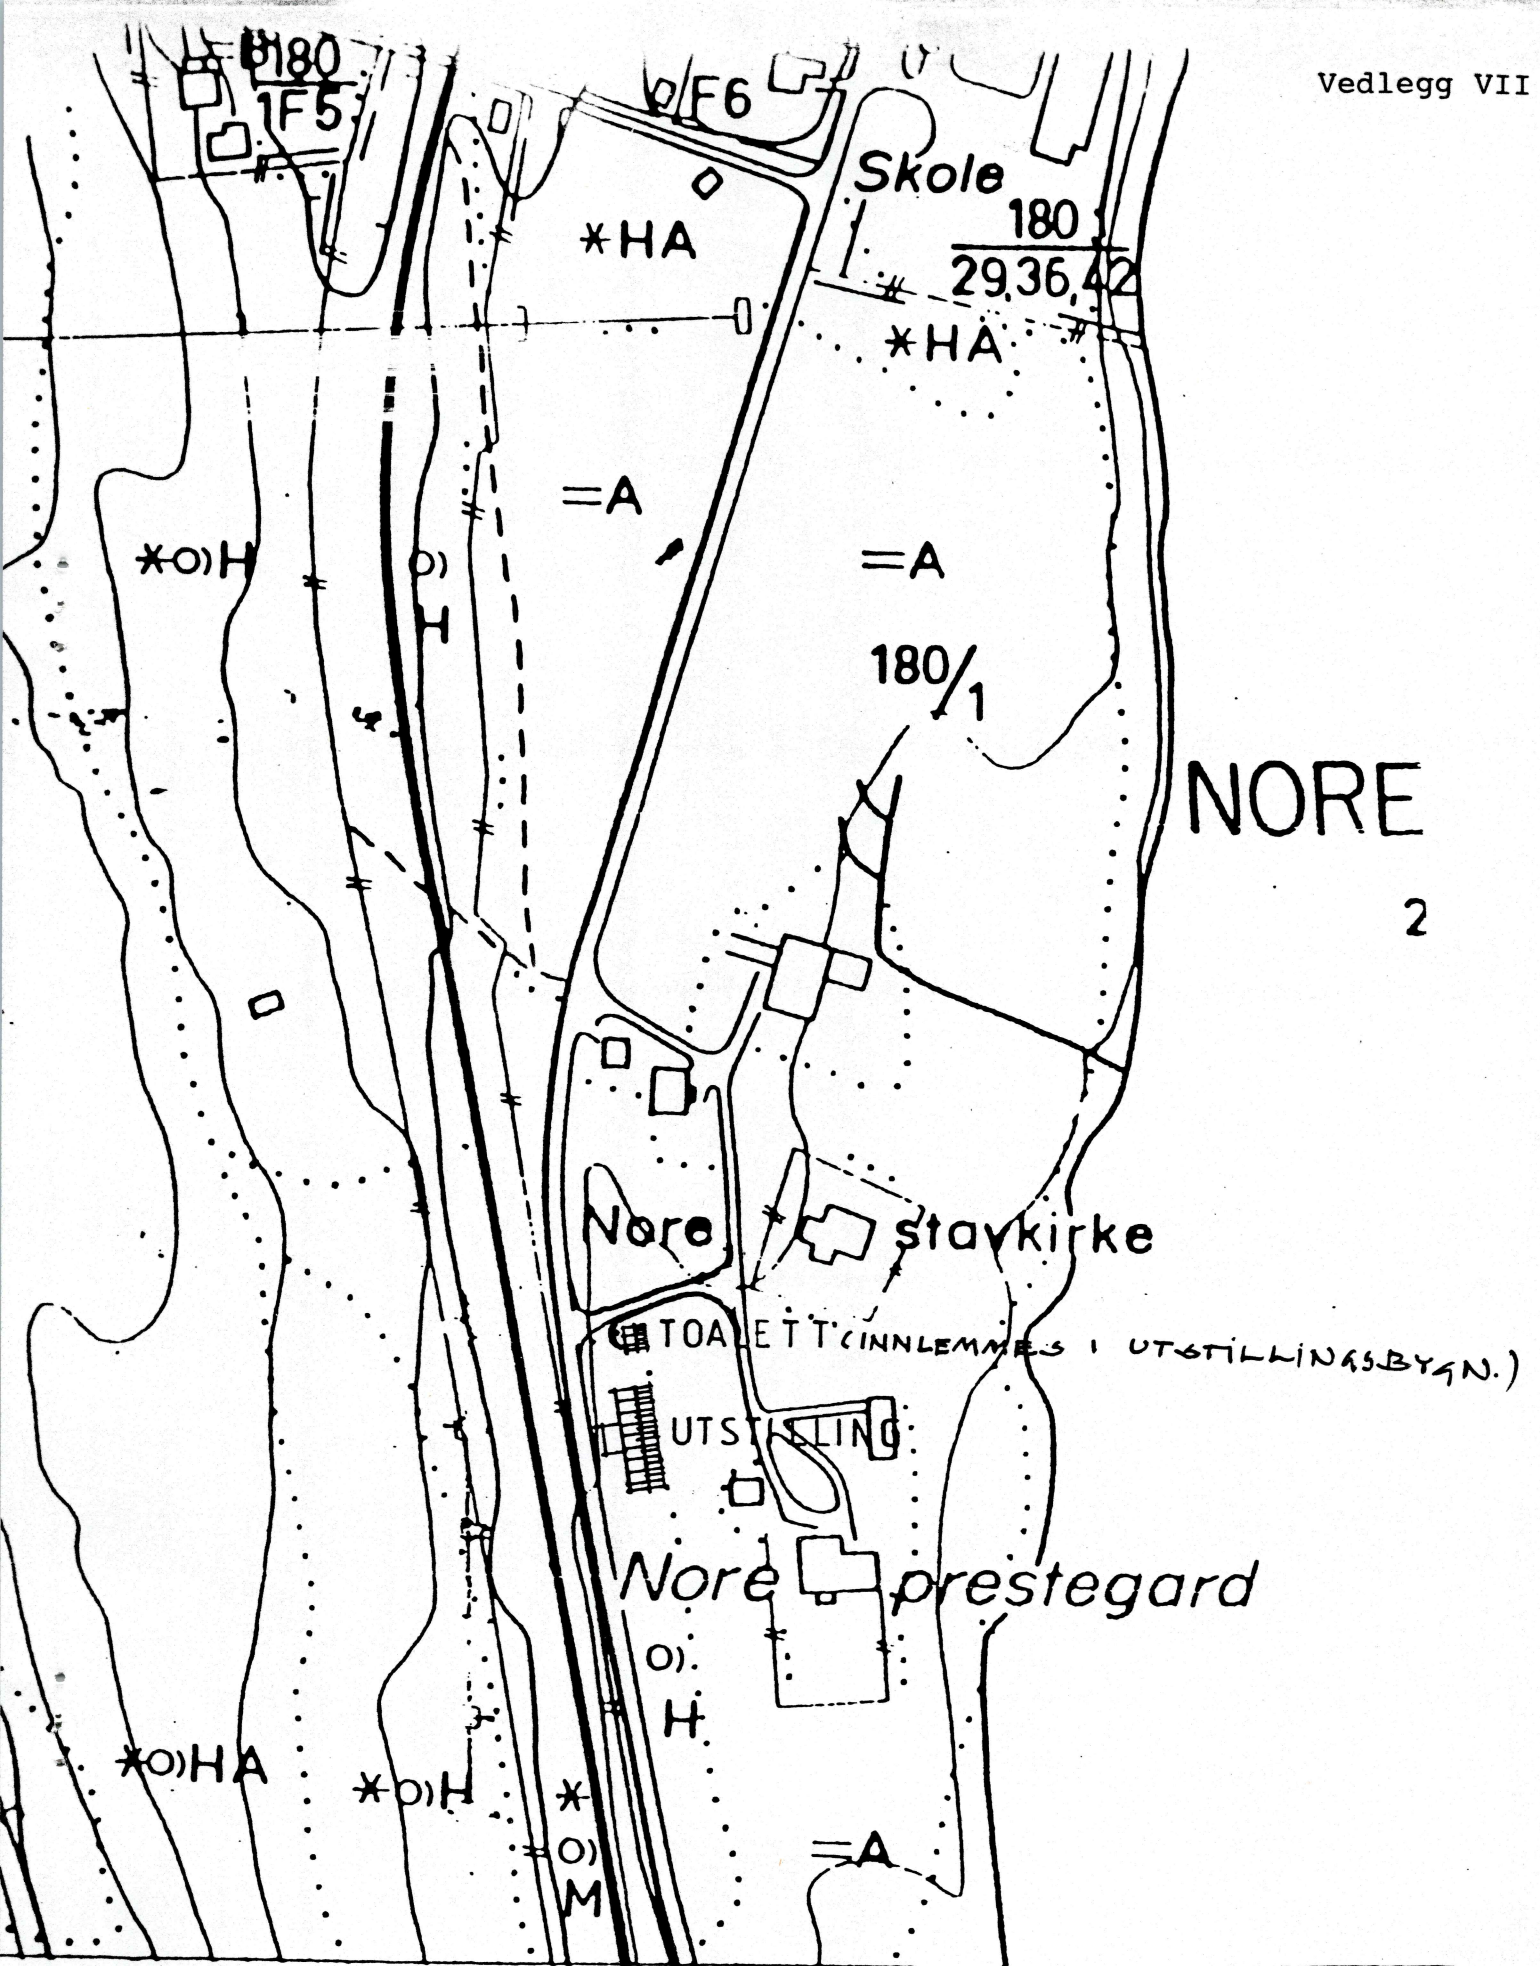 Vedlegg VII
180
1F5
F6
Skole
180
29,36,42
*HA
*HA
=A
=A
*O)H
O)
H
180/1
NORE
2
Nore stavkirke
TOALETT (INNLEMMES I UTSTILLINGSBYGN.)
UTSTILLING
Nore prestegard
O)
H
*O)HA
*O)H
*
O)
M
=A